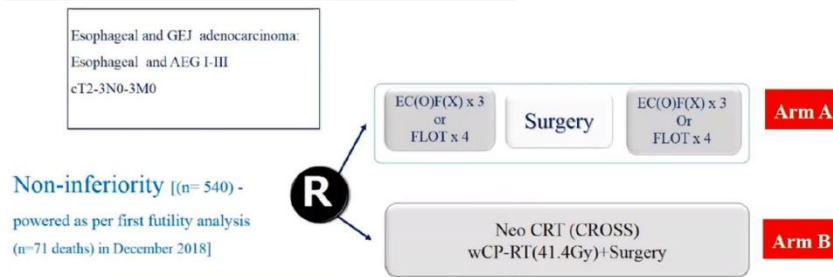 Esophageal and GEJ adenocarcinoma:
Esophageal and AEG I-III
cT2-3N0-3M0
EC(O)F(X) x 3
or
FLOT x 4
Surgery
EC(O)F(X) x 3
Or
FLOT x 4
Arm A
Non-inferiority [(n= 540) -
powered as per first futility analysis
(n=71 deaths) in December 2018]
R
Neo CRT (CROSS)
wCP-RT(41.4Gy)+Surgery
Arm B